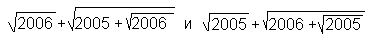 √2006 + √(2005 + √2006) и √2005 + √(2006 + √2005)